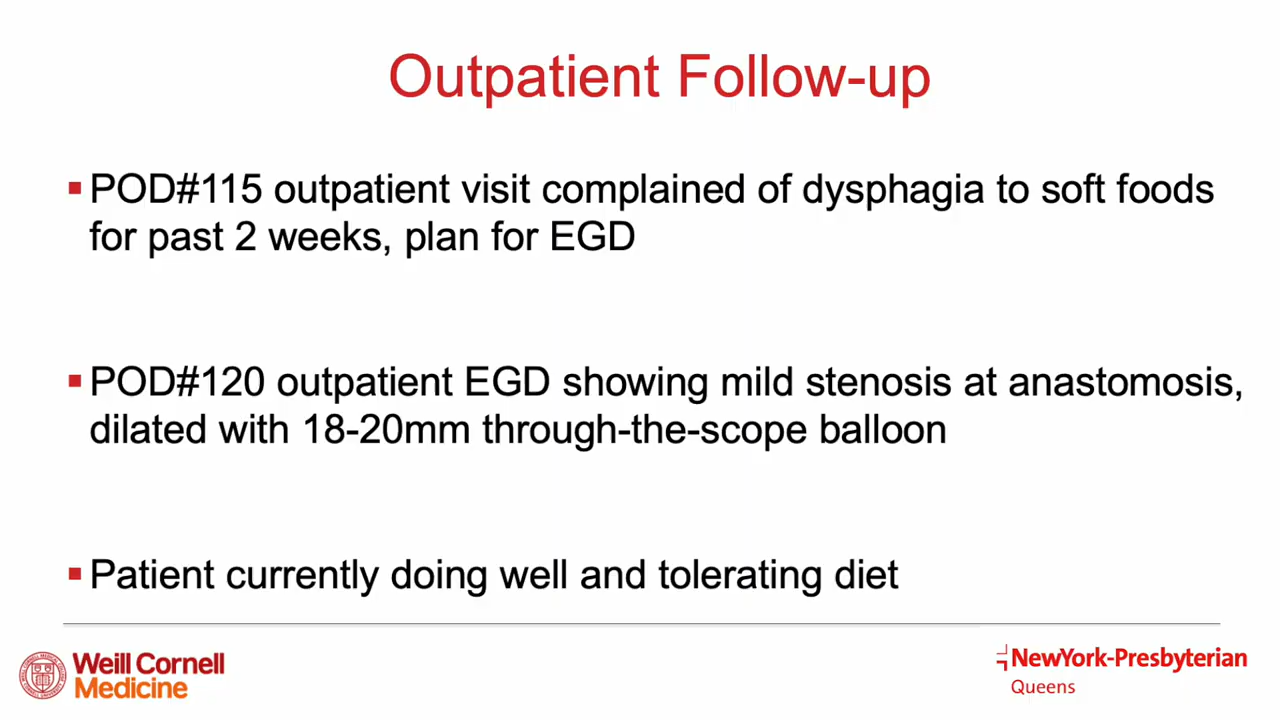 Outpatient Follow-up
▪POD#115 outpatient visit complained of dysphagia to soft foods
for past 2 weeks, plan for EGD
▪POD#120 outpatient EGD showing mild stenosis at anastomosis,
dilated with 18-20mm through-the-scope balloon
▪Patient currently doing well and tolerating diet
Weill Cornell
Medicine
NewYork-Presbyterian
Queens